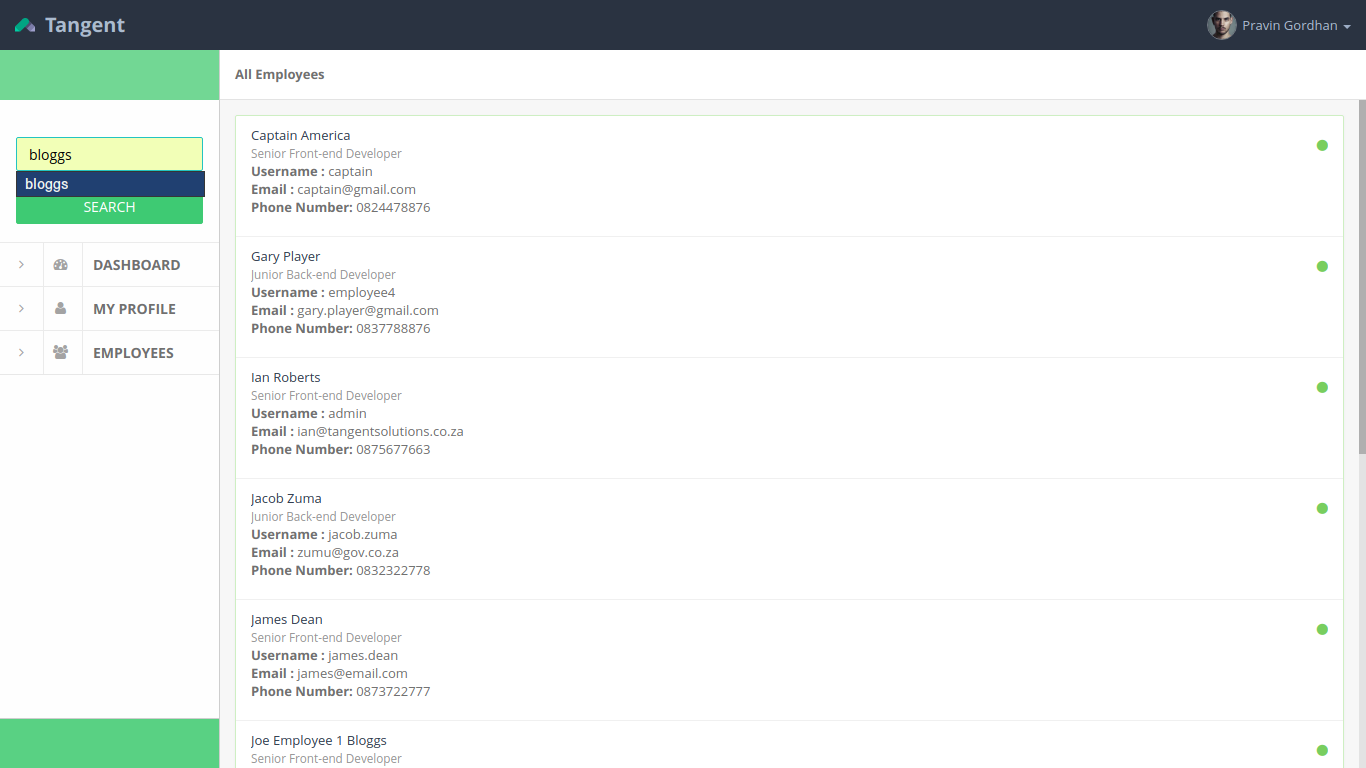 Tangent
Pravin Gordhan
All Employees
bloggs
bloggs
SEARCH
DASHBOARD
MY PROFILE
EMPLOYEES
Captain America
Senior Front-end Developer
Username : captain
Email : captain@gmail.com
Phone Number: 0824478876
Gary Player
Junior Back-end Developer
Username : employee4
Email : gary.player@gmail.com
Phone Number: 0837788876
Ian Roberts
Senior Front-end Developer
Username : admin
Email : ian@tangentsolutions.co.za
Phone Number: 0875677663
Jacob Zuma
Junior Back-end Developer
Username : jacob.zuma
Email : zumu@gov.co.za
Phone Number: 0832322778
James Dean
Senior Front-end Developer
Username : james.dean
Email : james@email.com
Phone Number: 0873722777
Joe Employee 1 Bloggs
Senior Front-end Developer